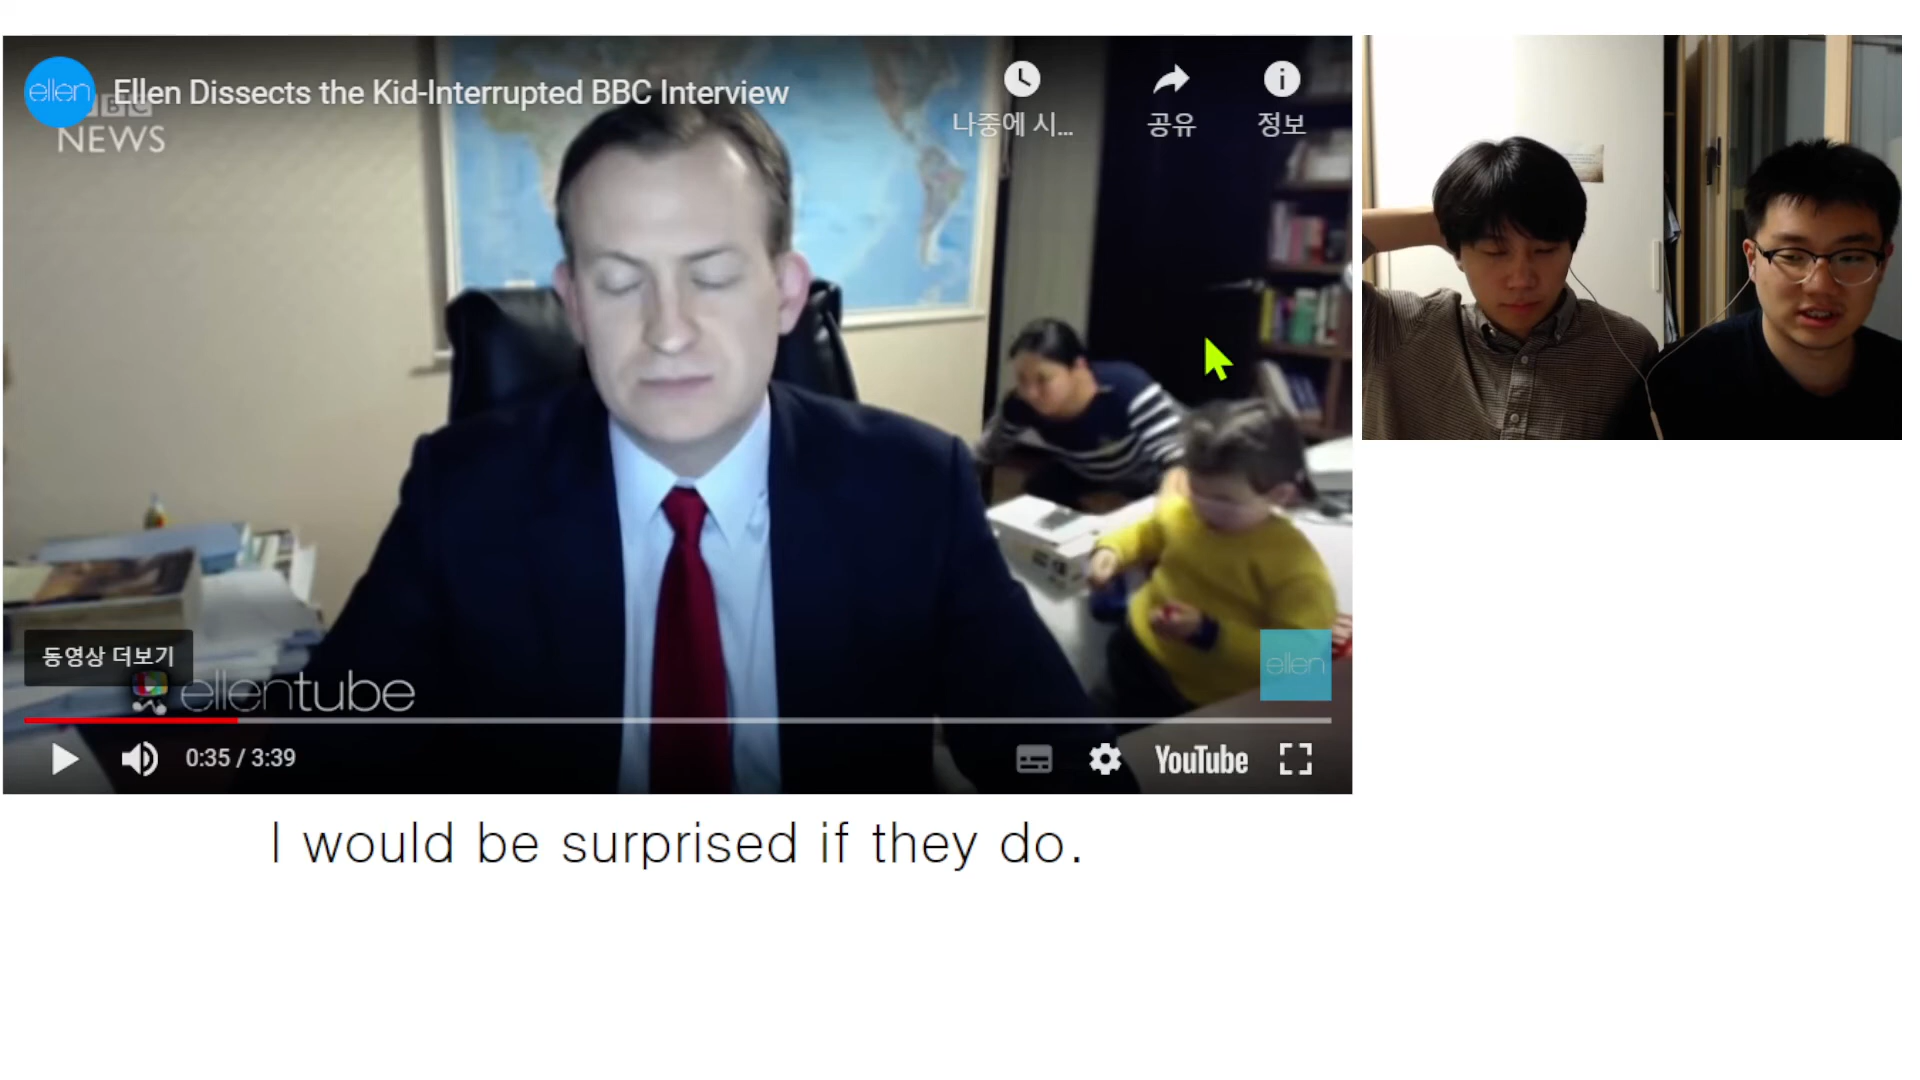 ellen
Ellen Dissects the Kid-Interrupted BBC Interview
BBC
NEWS
나중에 시...
공유
정보
동영상 더보기
ellentube
ellen
0:35 / 3:39
YouTube
I would be surprised if they do.